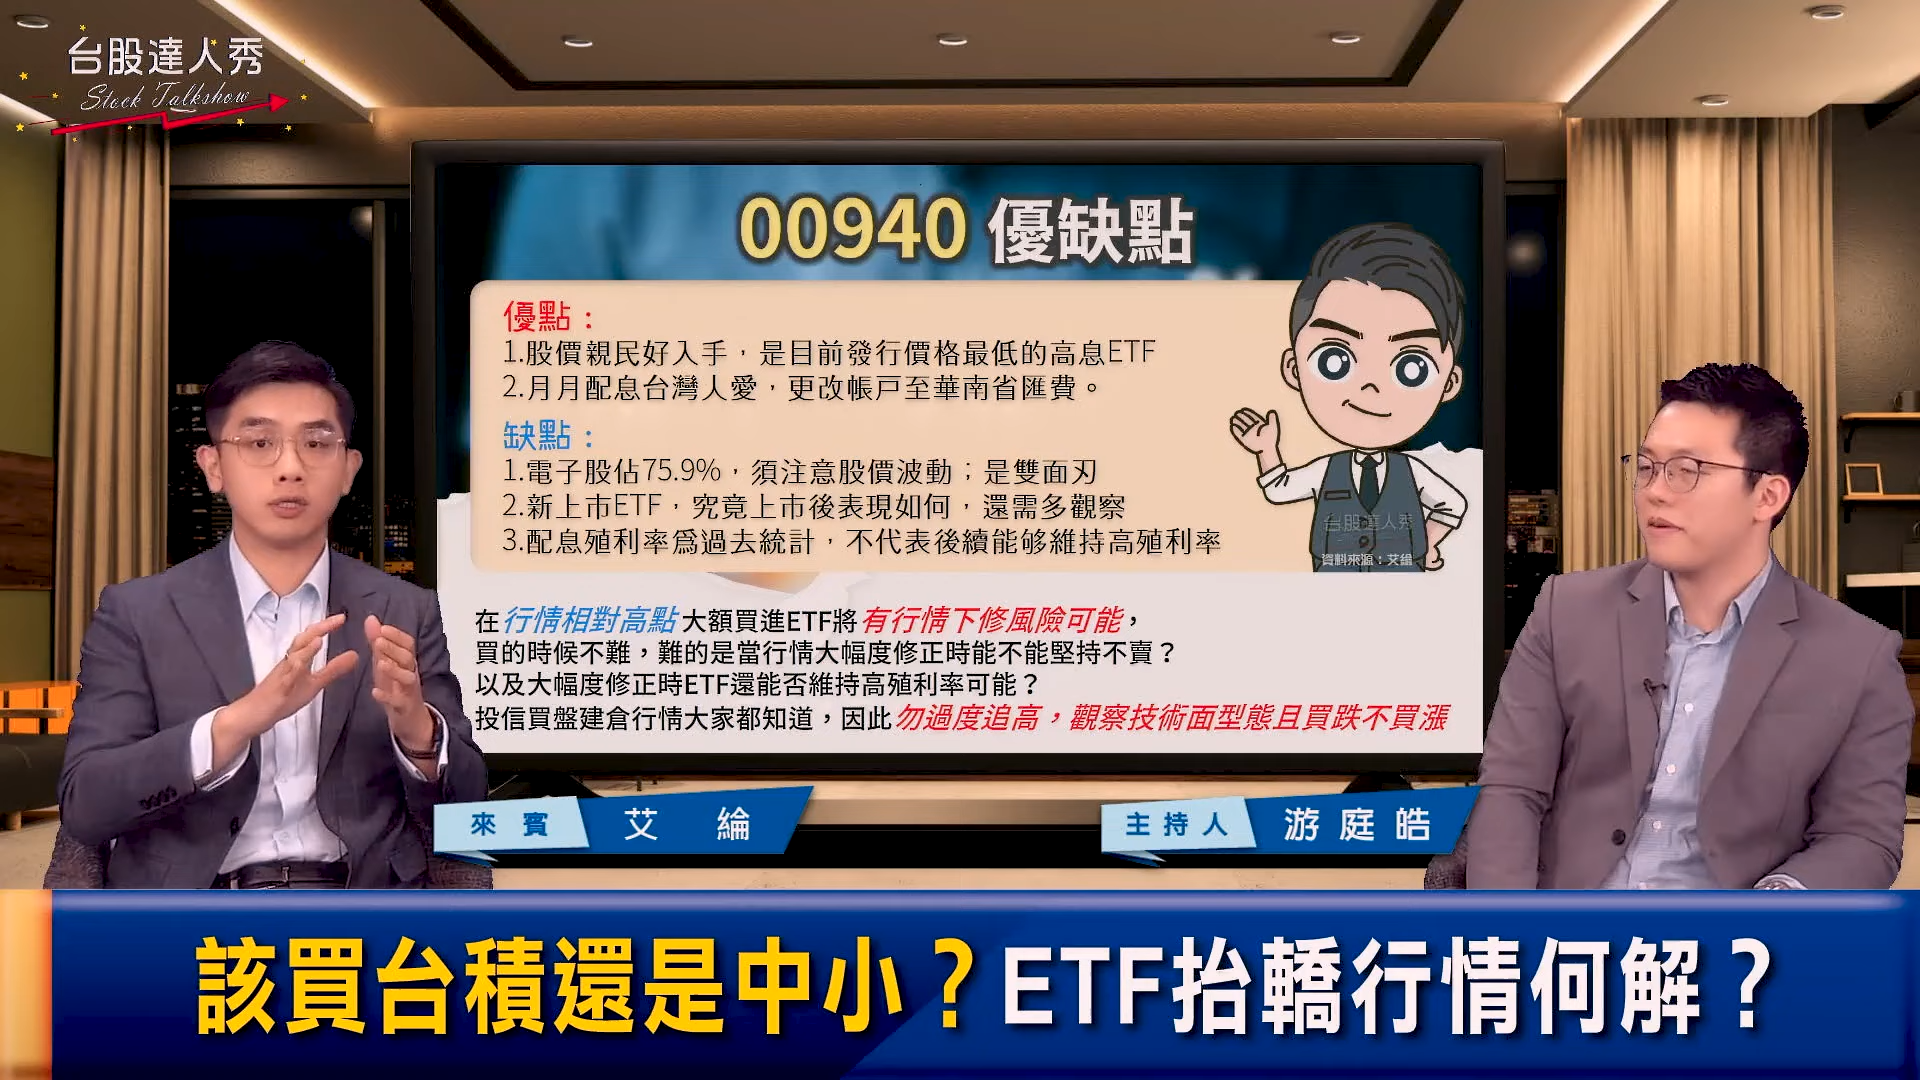 台股達人秀
Stock Talkshow
00940 優缺點
優點：
1.股價親民好入手，是目前發行價格最低的高息ETF
2.月月配息台灣人愛，更改帳戶至華南省匯費。
缺點：
1.電子股佔75.9%，須注意股價波動；是雙面刃
2.新上市ETF，究竟上市後表現如何，還需多觀察
3.配息殖利率為過去統計，不代表後續能夠維持高殖利率
台股達人秀
資料來源：艾綸
在行情相對高點大額買進ETF將有行情下修風險可能，
買的時候不難，難的是當行情大幅度修正時能不能堅持不賣？
以及大幅度修正時ETF還能否維持高殖利率可能？
投信買盤建倉行情大家都知道，因此勿過度追高，觀察技術面型態且買跌不買漲
來賓 艾綸
主持人 游庭皓
該買台積還是中小？ETF抬轎行情何解？